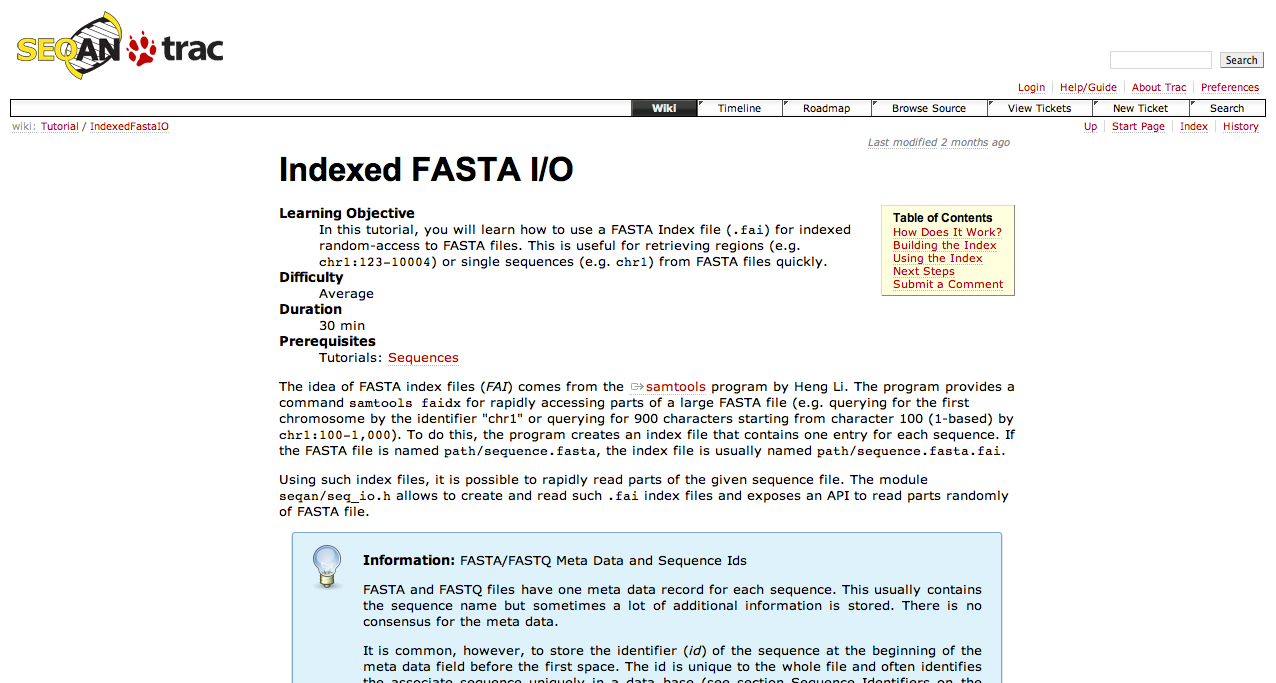 SEQAN trac
Search
Login Help/Guide About Trac Preferences
Wiki Timeline Roadmap Browse Source View Tickets New Ticket Search
wiki: Tutorial / IndexedFastaIO
Up Start Page Index History
Last modified 2 months ago
Indexed FASTA I/O
Learning Objective
In this tutorial, you will learn how to use a FASTA Index file (.fai) for indexed
random-access to FASTA files. This is useful for retrieving regions (e.g.
chr1:123-10004) or single sequences (e.g. chr1) from FASTA files quickly.
Difficulty
Average
Duration
30 min
Prerequisites
Tutorials: Sequences
Table of Contents
How Does It Work?
Building the Index
Using the Index
Next Steps
Submit a Comment
The idea of FASTA index files (FAI) comes from the samtools program by Heng Li. The program provides a
command samtools faidx for rapidly accessing parts of a large FASTA file (e.g. querying for the first
chromosome by the identifier "chr1" or querying for 900 characters starting from character 100 (1-based) by
chr1:100-1,000). To do this, the program creates an index file that contains one entry for each sequence. If
the FASTA file is named path/sequence.fasta, the index file is usually named path/sequence.fasta.fai.
Using such index files, it is possible to rapidly read parts of the given sequence file. The module
seqan/seq_io.h allows to create and read such .fai index files and exposes an API to read parts randomly
of FASTA file.
Information: FASTA/FASTQ Meta Data and Sequence Ids
FASTA and FASTQ files have one meta data record for each sequence. This usually contains
the sequence name but sometimes a lot of additional information is stored. There is no
consensus for the meta data.
It is common, however, to store the identifier (id) of the sequence at the beginning of the
meta data field before the first space. The id is unique to the whole file and often identifies
the associate sequence uniquely in a data base (see section Sequence Identifiers on the